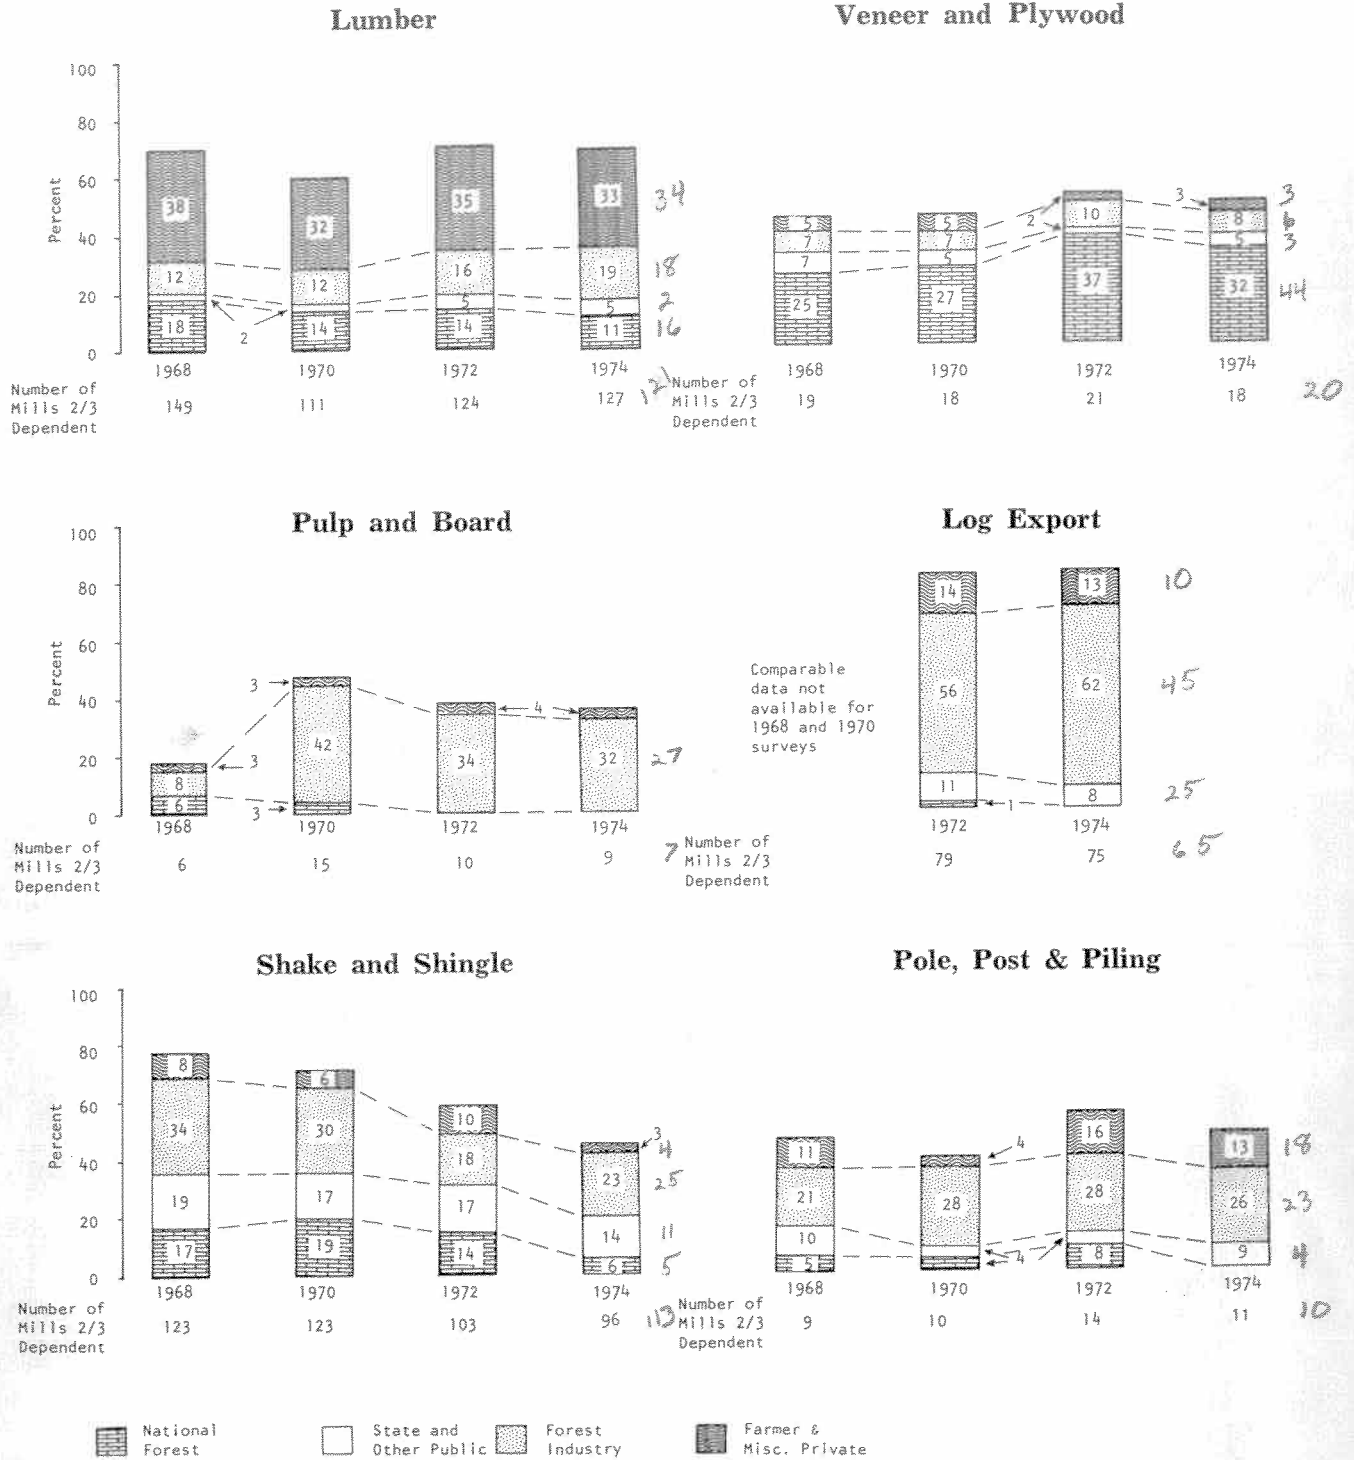 Lumber
Veneer and Plywood
100
80
60
40
20
0
Percent
38
12
18
2
32
12
14
35
16
5
14
33
19
5
11
34
18
2
16
1968 1970 1972 1974
Number of
Mills 2/3
Dependent
149 111 124 127 121
5
7
7
25
5
7
5
27
2
10
37
3
8
5
32
3
6
3
44
1968 1970 1972 1974
Number of
Mills 2/3
Dependent
19 18 21 18 20
Pulp and Board
Log Export
100
80
60
40
20
0
Percent
3
8
6
3
42
3
34
4
32
27
1968 1970 1972 1974
Number of
Mills 2/3
Dependent
6 15 10 9 7
Comparable
data not
available for
1968 and 1970
surveys
14
56
11
1
13
62
8
10
45
25
1972 1974
Number of
Mills 2/3
Dependent
79 75 65
Shake and Shingle
Pole, Post & Piling
100
80
60
40
20
0
Percent
8
34
19
17
6
30
17
19
10
18
17
14
3
23
14
6
4
25
11
5
1968 1970 1972 1974
Number of
Mills 2/3
Dependent
123 123 103 96 113
11
21
10
5
4
28
4
16
28
8
13
26
9
18
23
4
1968 1970 1972 1974
Number of
Mills 2/3
Dependent
9 10 14 11 10
National
Forest
State and
Other Public
Forest
Industry
Farmer &
Misc. Private